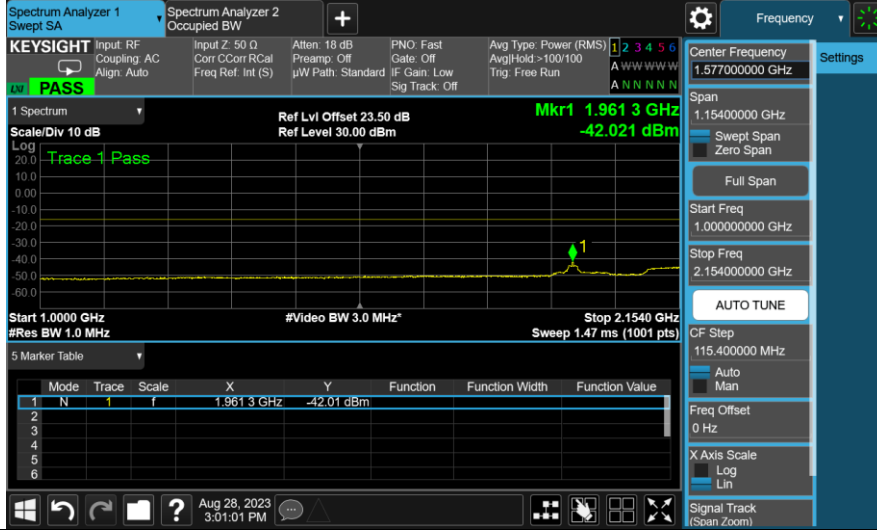 Spectrum Analyzer 1
Swept SA
Spectrum Analyzer 2
Occupied BW
Frequency
KEYSIGHT
Input: RF
Coupling: AC
Align: Auto
Input Z: 50 Ω
Corr CCorr RCal
Freq Ref: Int (S)
Atten: 18 dB
Preamp: Off
µW Path: Standard
PNO: Fast
Gate: Off
IF Gain: Low
Sig Track: Off
Avg Type: Power (RMS)
Avg|Hold:>100/100
Trig: Free Run
1 2 3 4 5 6
A W W W W W
A N N N N N
LXI
PASS
1 Spectrum
Scale/Div 10 dB
Ref Lvl Offset 23.50 dB
Ref Level 30.00 dBm
Mkr1 1.961 3 GHz
-42.021 dBm
Log
Trace 1 Pass
20.0
10.0
0.00
-10.0
-20.0
-30.0
-40.0
-50.0
-60.0
1
Start 1.0000 GHz
#Res BW 1.0 MHz
#Video BW 3.0 MHz*
Stop 2.1540 GHz
Sweep 1.47 ms (1001 pts)
5 Marker Table
Mode Trace Scale X Y Function Function Width Function Value
1 N 1 f 1.961 3 GHz -42.01 dBm
2
3
4
5
6
Aug 28, 2023
3:01:01 PM
Settings
Center Frequency
1.577000000 GHz
Span
1.15400000 GHz
Swept Span
Zero Span
Full Span
Start Freq
1.000000000 GHz
Stop Freq
2.154000000 GHz
AUTO TUNE
CF Step
115.400000 MHz
Auto
Man
Freq Offset
0 Hz
X Axis Scale
Log
Lin
Signal Track
(Span Zoom)